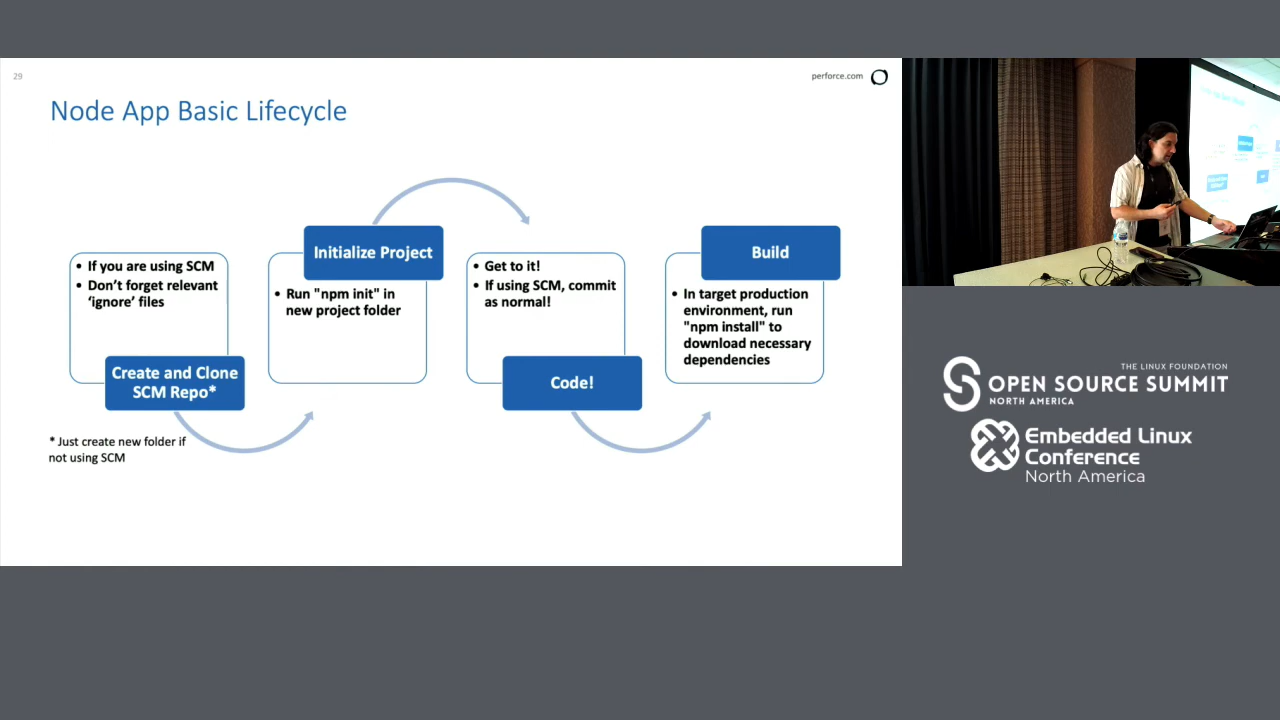 29
perforce.com
Node App Basic Lifecycle
• If you are using SCM
• Don't forget relevant
'ignore' files
Create and Clone
SCM Repo*
* Just create new folder if
not using SCM
Initialize Project
• Run "npm init" in
new project folder
• Get to it!
• If using SCM, commit
as normal!
Code!
Build
• In target production
environment, run
"npm install" to
download necessary
dependencies
THE LINUX FOUNDATION
OPEN SOURCE SUMMIT
NORTH AMERICA
Embedded Linux
Conference
North America